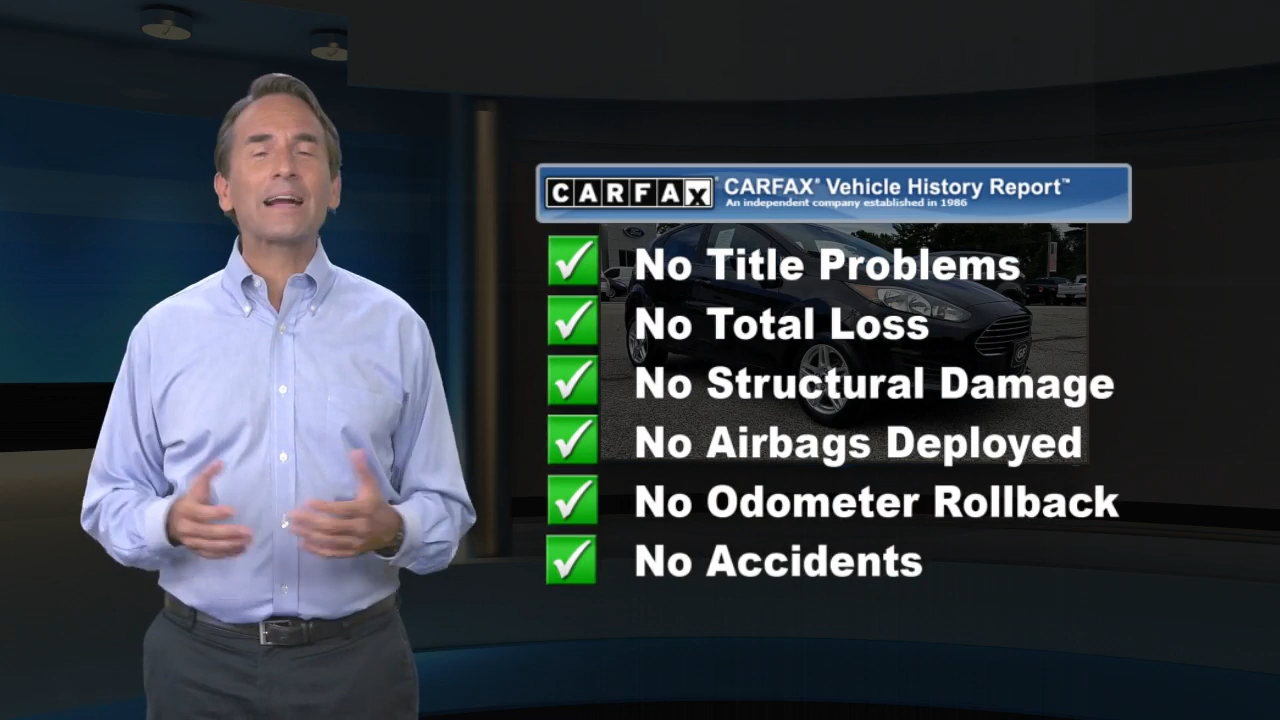 CARFAX® CARFAX® Vehicle History Report™
An independent company established in 1986
No Title Problems
No Total Loss
No Structural Damage
No Airbags Deployed
No Odometer Rollback
No Accidents